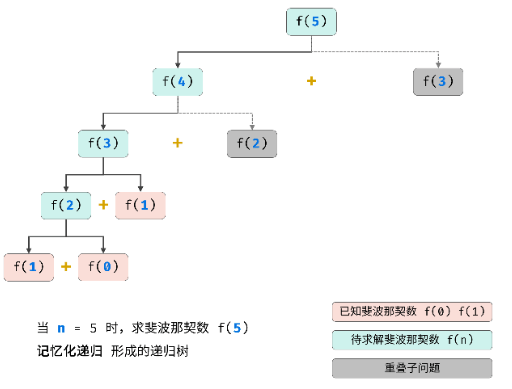 f(5)
f(4) + f(3)
f(3) + f(2)
f(2) + f(1)
f(1) + f(0)
当 n = 5 时，求斐波那契数 f(5)
记忆化递归 形成的递归树
已知斐波那契数 f(0) f(1)
待求解斐波那契数 f(n)
重叠子问题